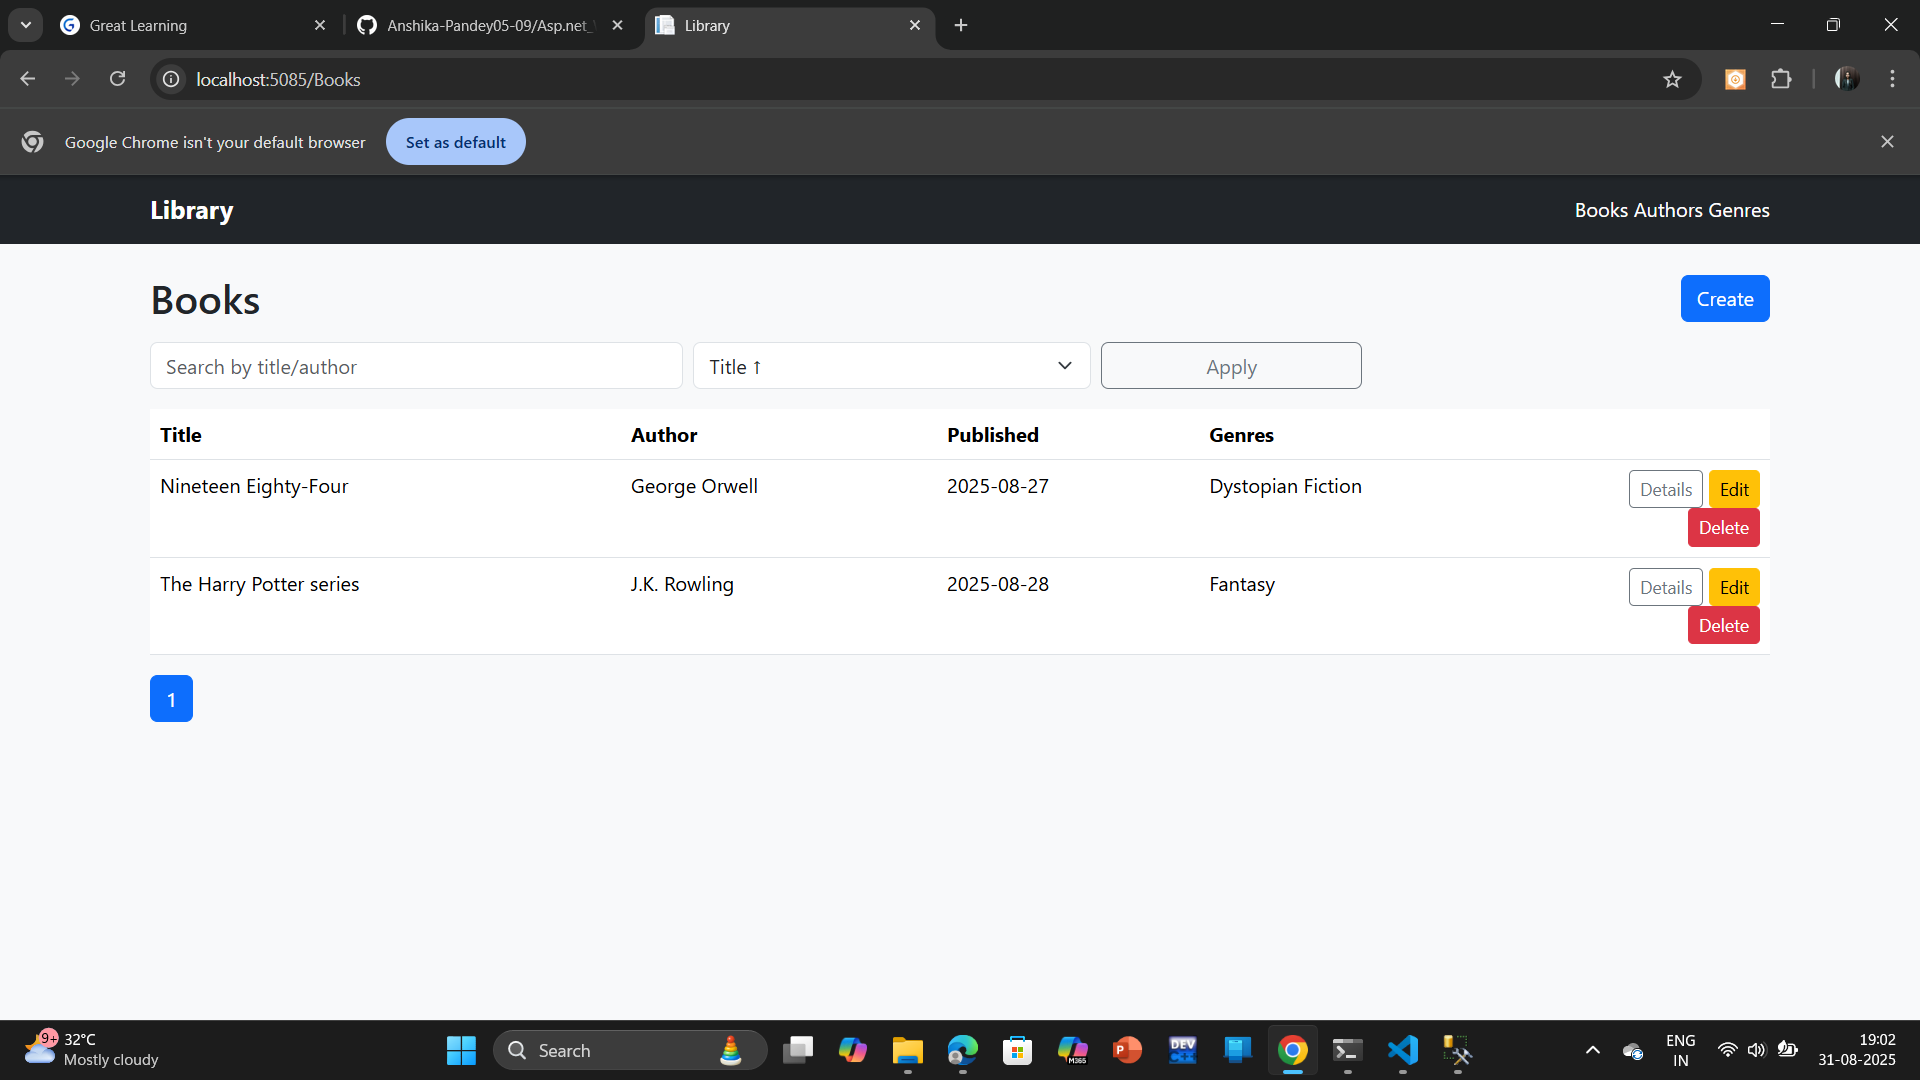 Great Learning
Anshika-Pandey05-09/Asp.net_
Library
localhost:5085/Books
Google Chrome isn't your default browser
Set as default
Library
Books Authors Genres
Books
Create
Search by title/author
Title ↑
Apply
Title Author Published Genres
Nineteen Eighty-Four George Orwell 2025-08-27 Dystopian Fiction Details Edit
Delete
The Harry Potter series J.K. Rowling 2025-08-28 Fantasy Details Edit
Delete
1
9+
32°C
Mostly cloudy
Search
M365
P
DEV
C++
ENG
IN
19:02
31-08-2025